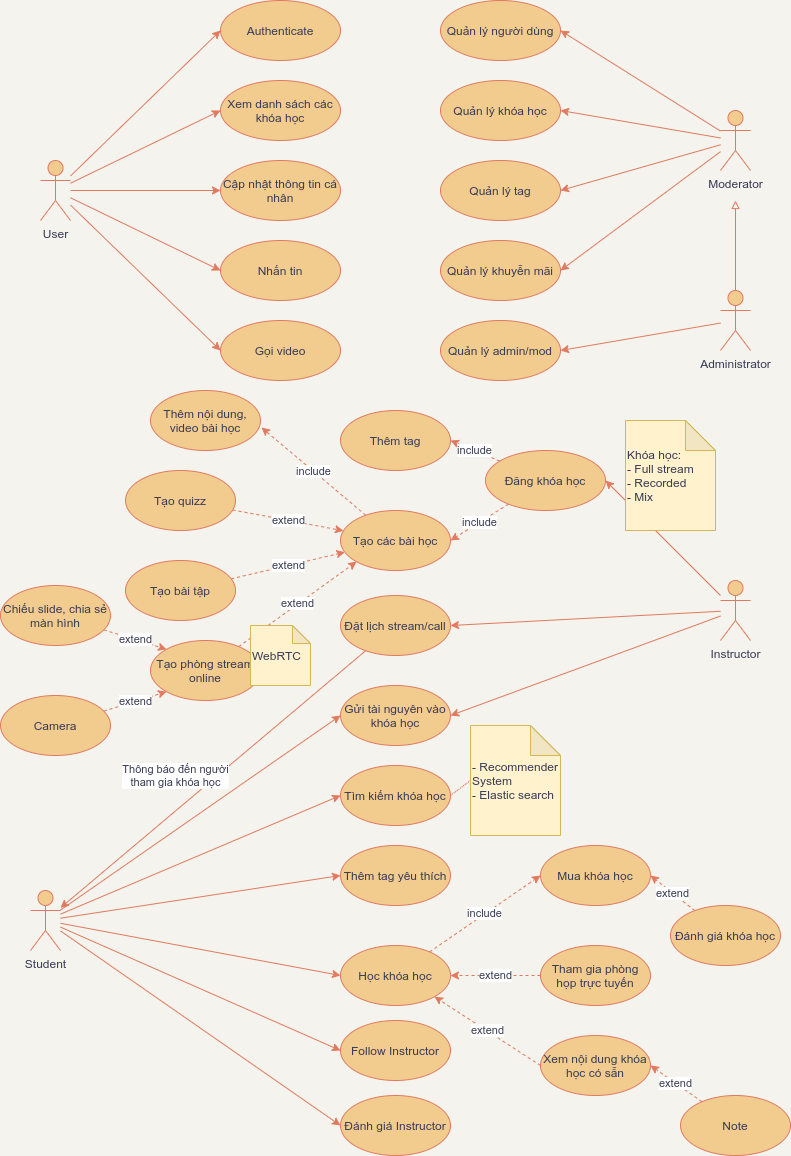 Authenticate
Quản lý người dùng
Xem danh sách các
khóa học
Quản lý khóa học
Moderator
Cập nhật thông tin cá
nhân
Quản lý tag
User
Nhắn tin
Quản lý khuyễn mãi
Gọi video
Quản lý admin/mod
Administrator
Thêm nội dung,
video bài học
Thêm tag
include
Đăng khóa học
Khóa học:
- Full stream
- Recorded
- Mix
include
Tạo quizz
extend
include
Tạo các bài học
extend
Tạo bài tập
extend
Chiếu slide, chia sẻ
màn hình
extend
Đặt lịch stream/call
Instructor
Tạo phòng stream
online
WebRTC
extend
Camera
Gửi tài nguyên vào
khóa học
Thông báo đến người
tham gia khóa học
Tìm kiếm khóa học
- Recommender
System
- Elastic search
Thêm tag yêu thích
Mua khóa học
extend
include
Đánh giá khóa học
Student
Học khóa học
extend
Tham gia phòng
họp trực tuyến
extend
Follow Instructor
Xem nội dung khóa
học có sẵn
extend
Đánh giá Instructor
Note